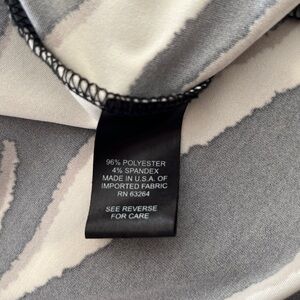 96% POLYESTER
4% SPANDEX
MADE IN U.S.A. OF
IMPORTED FABRIC
RN 63264
SEE REVERSE
FOR CARE